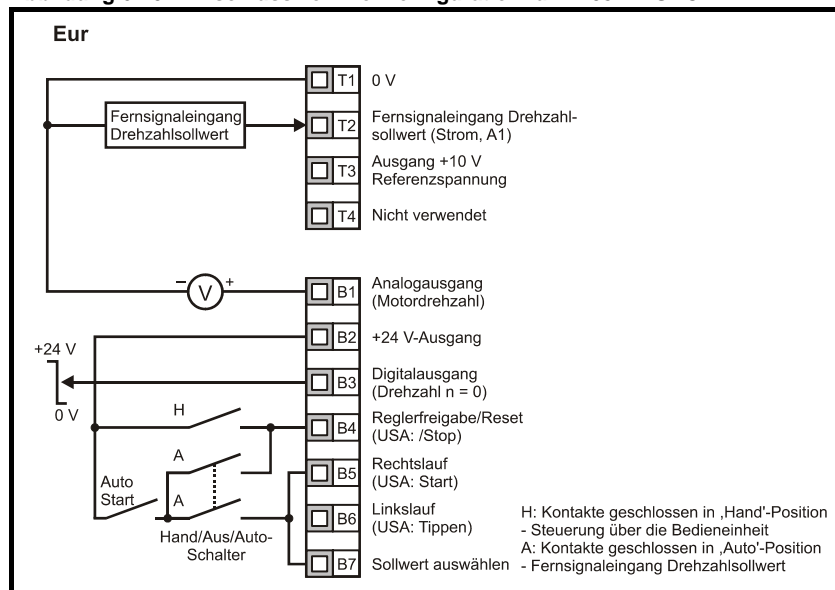 Eur
T1 0 V
Fernsignaleingang
Drehzahlsollwert
T2 Fernsignaleingang Drehzahl-
sollwert (Strom, A1)
T3 Ausgang +10 V
Referenzspannung
T4 Nicht verwendet
– V +
B1 Analogausgang
(Motordrehzahl)
B2 +24 V-Ausgang
+24 V
0 V
B3 Digitalausgang
(Drehzahl n = 0)
H
B4 Reglerfreigabe/Reset
(USA: /Stop)
A
B5 Rechtslauf
(USA: Start)
Auto
Start
A
B6 Linkslauf
(USA: Tippen)
Hand/Aus/Auto-
Schalter
B7 Sollwert auswählen
H: Kontakte geschlossen in ‚Hand'-Position
- Steuerung über die Bedieneinheit
A: Kontakte geschlossen in ‚Auto'-Position
- Fernsignaleingang Drehzahlsollwert